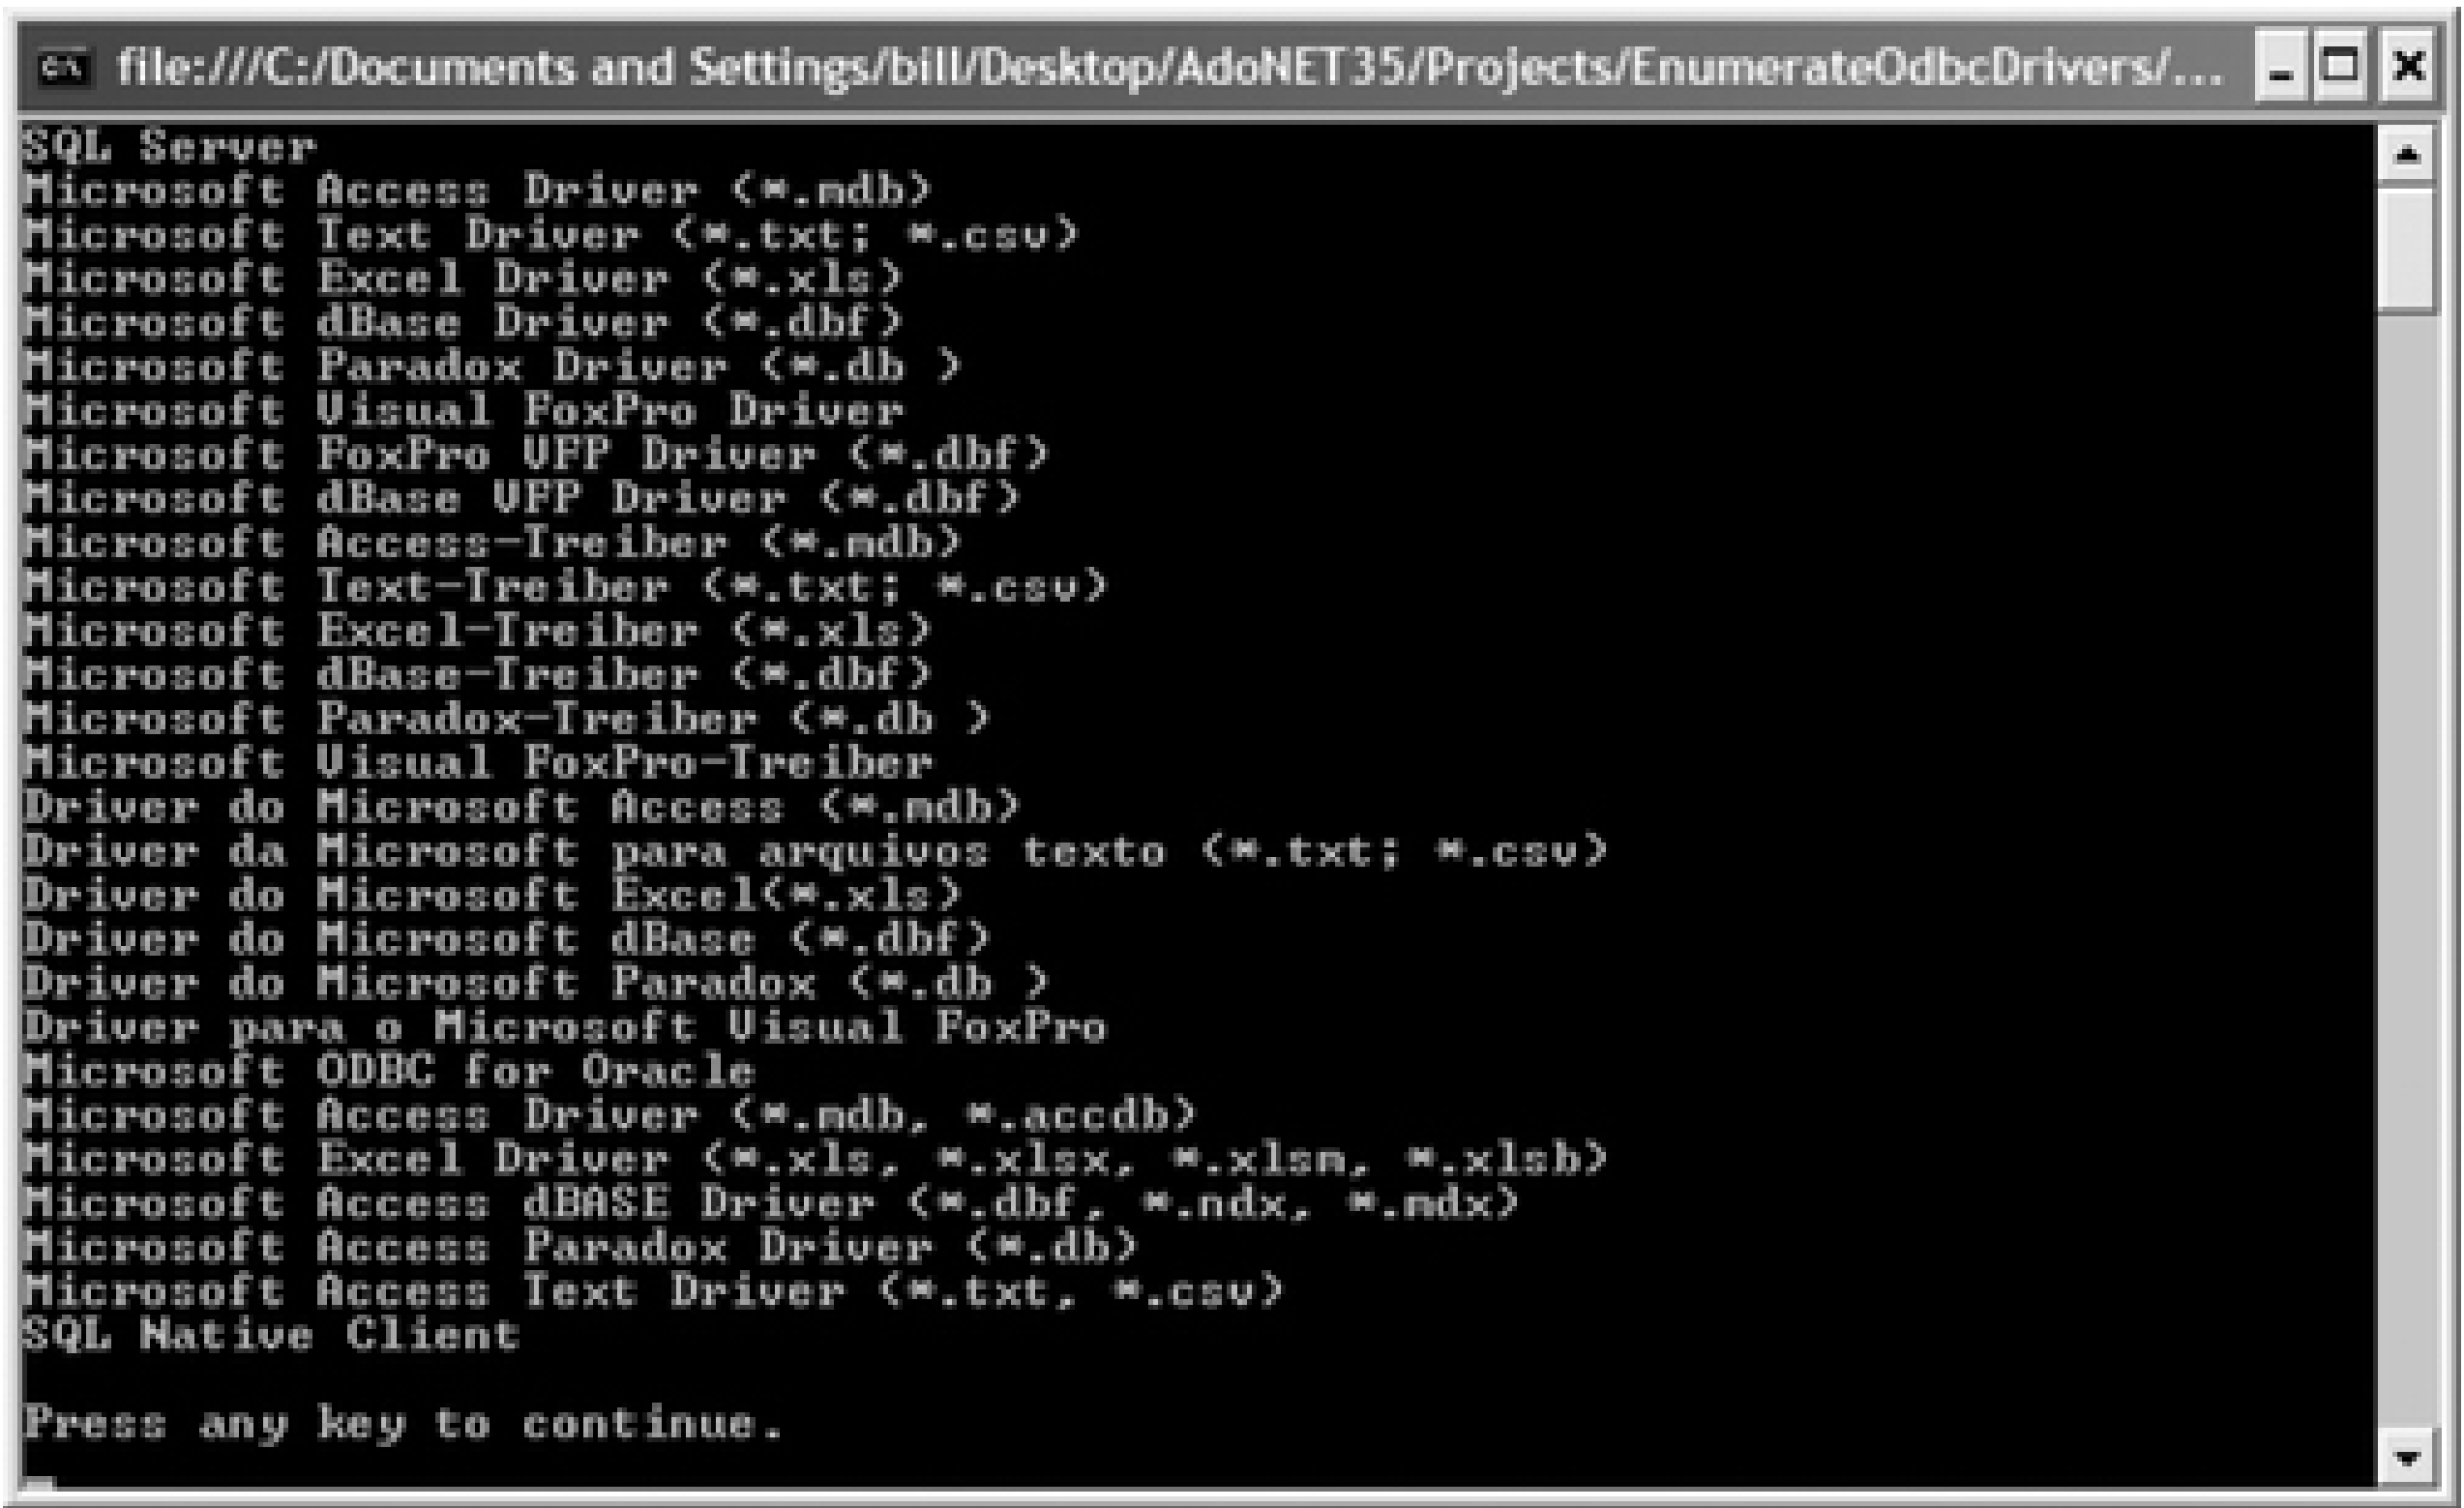 file:///C:/Documents and Settings/bill/Desktop/AdoNET35/Projects/EnumerateOdbcDrivers/...
SQL Server
Microsoft Access Driver (*.mdb)
Microsoft Text Driver (*.txt; *.csv)
Microsoft Excel Driver (*.xls)
Microsoft dBase Driver (*.dbf)
Microsoft Paradox Driver (*.db )
Microsoft Visual FoxPro Driver
Microsoft FoxPro VFP Driver (*.dbf)
Microsoft dBase VFP Driver (*.dbf)
Microsoft Access-Treiber (*.mdb)
Microsoft Text-Treiber (*.txt; *.csv)
Microsoft Excel-Treiber (*.xls)
Microsoft dBase-Treiber (*.dbf)
Microsoft Paradox-Treiber (*.db )
Microsoft Visual FoxPro-Treiber
Driver do Microsoft Access (*.mdb)
Driver da Microsoft para arquivos texto (*.txt; *.csv)
Driver do Microsoft Excel(*.xls)
Driver do Microsoft dBase (*.dbf)
Driver do Microsoft Paradox (*.db )
Driver para o Microsoft Visual FoxPro
Microsoft ODBC for Oracle
Microsoft Access Driver (*.mdb, *.accdb)
Microsoft Excel Driver (*.xls, *.xlsx, *.xlsm, *.xlsb)
Microsoft Access dBASE Driver (*.dbf, *.ndx, *.mdx)
Microsoft Access Paradox Driver (*.db)
Microsoft Access Text Driver (*.txt, *.csv)
SQL Native Client
Press any key to continue.